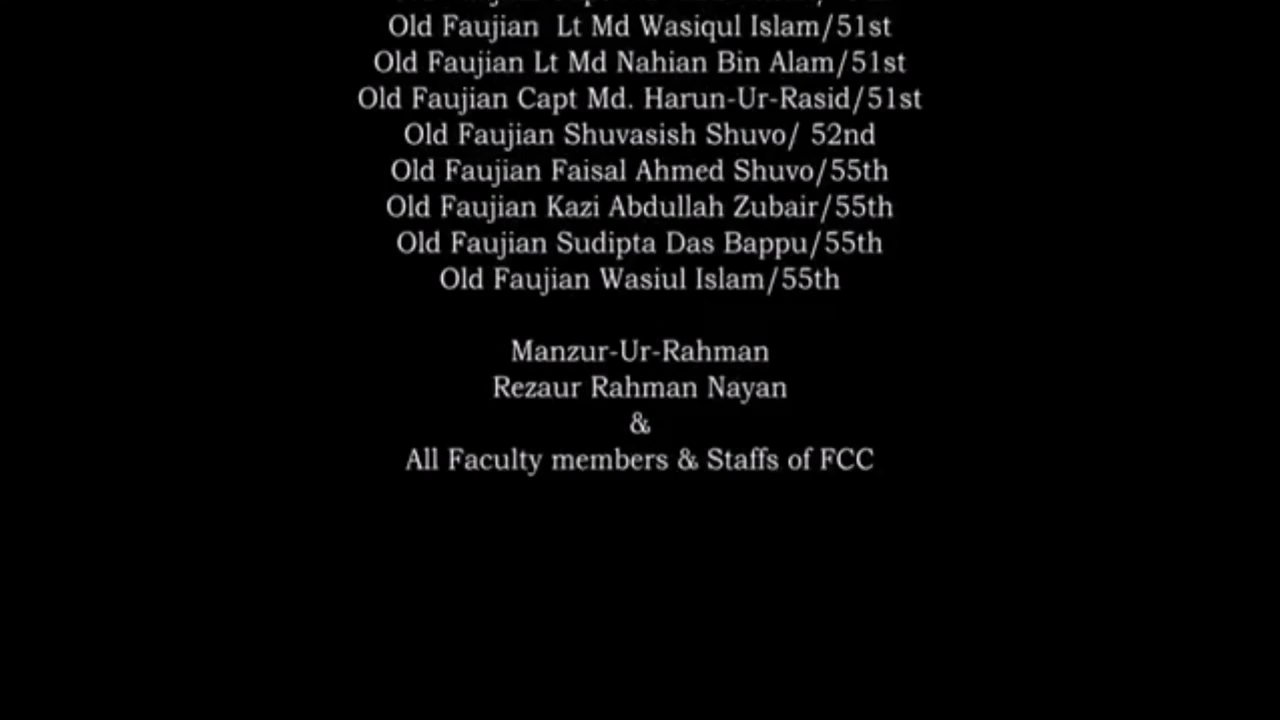 Old Faujian Lt Md Wasiqul Islam/51st
Old Faujian Lt Md Nahian Bin Alam/51st
Old Faujian Capt Md. Harun-Ur-Rasid/51st
Old Faujian Shuvasish Shuvo/ 52nd
Old Faujian Faisal Ahmed Shuvo/55th
Old Faujian Kazi Abdullah Zubair/55th
Old Faujian Sudipta Das Bappu/55th
Old Faujian Wasiul Islam/55th
Manzur-Ur-Rahman
Rezaur Rahman Nayan
&
All Faculty members & Staffs of FCC